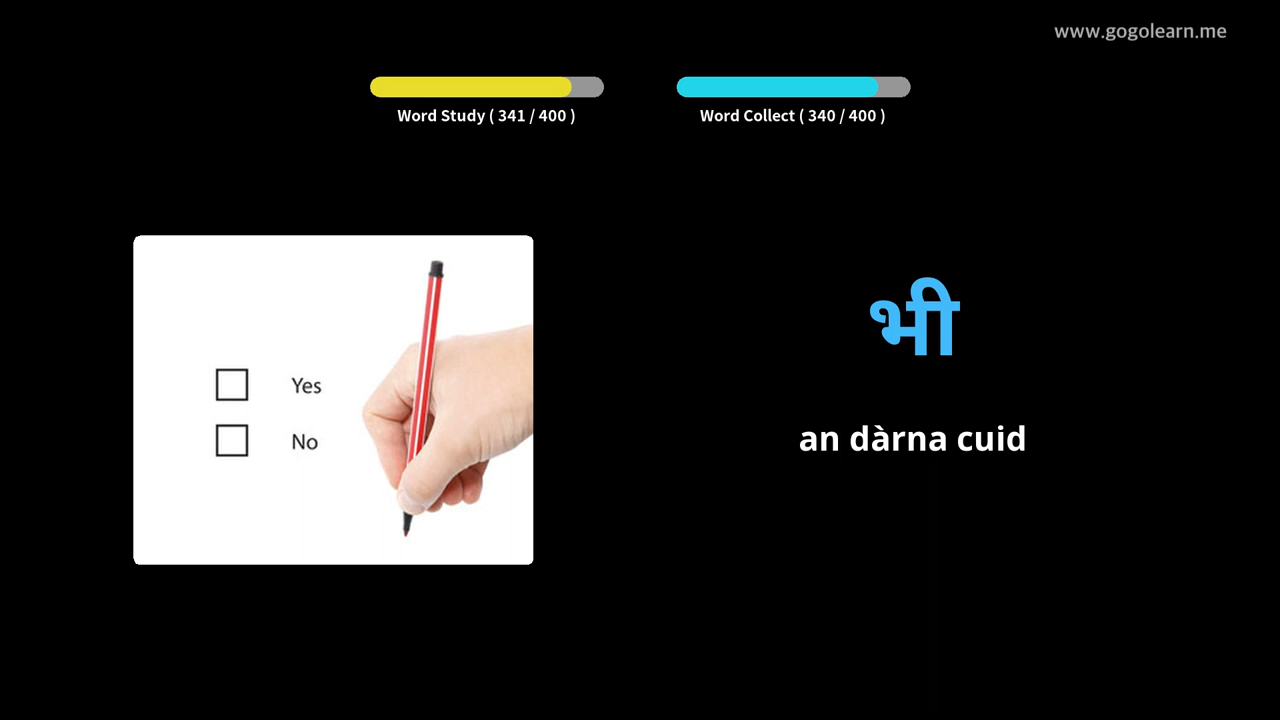 www.gogolearn.me
Word Study ( 341 / 400 )
Word Collect ( 340 / 400 )
Yes
No
भी
an dàrna cuid